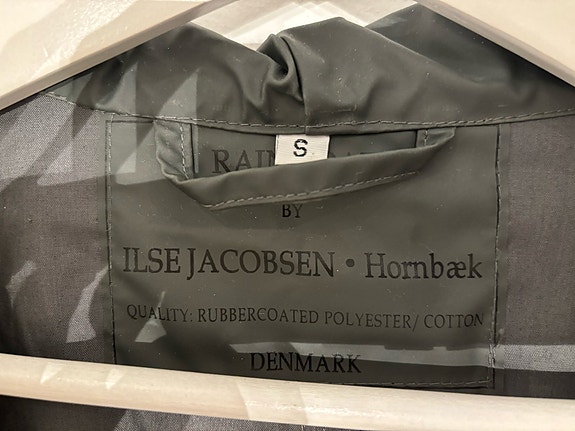 S
BY
ILSE JACOBSEN • Hornbæk
QUALITY: RUBBERCOATED POLYESTER/ COTTON
DENMARK